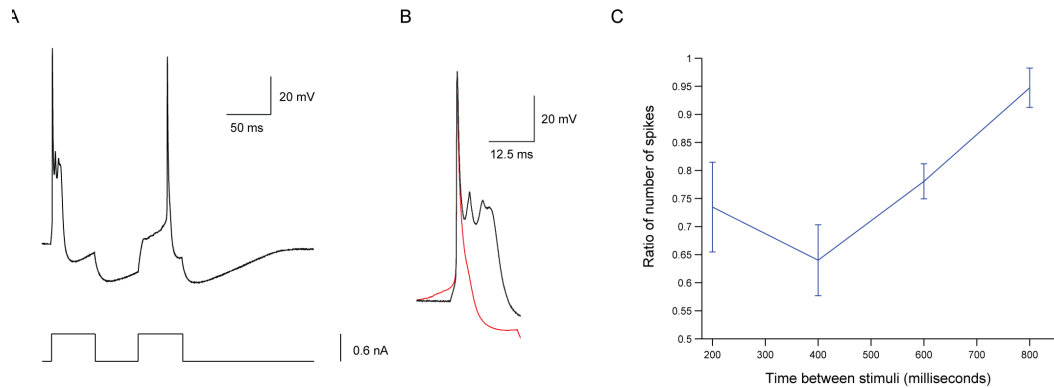 A
B
C
20 mV
50 ms
0.6 nA
20 mV
12.5 ms
Ratio of number of spikes
1
0.95
0.9
0.85
0.8
0.75
0.7
0.65
0.6
0.55
0.5
200 300 400 500 600 700 800
Time between stimuli (milliseconds)